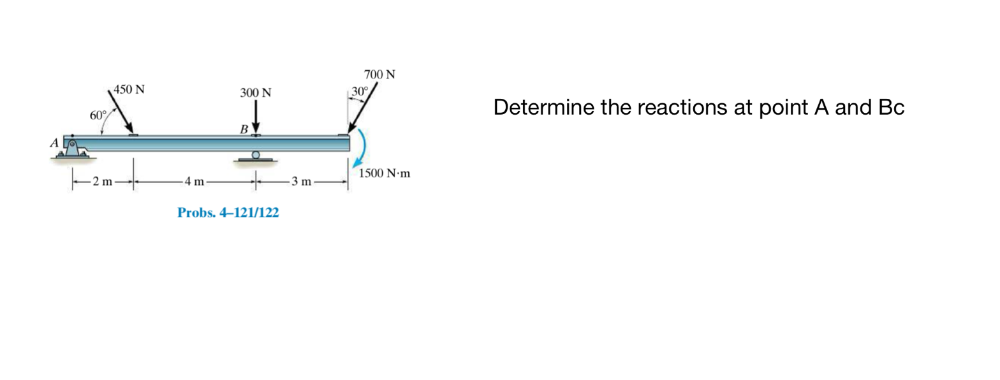 700 N
450 N
300 N
30°
Determine the reactions at point A and Bc
60°
B
A
1500 N·m
2 m
4 m
3 m
Probs. 4–121/122